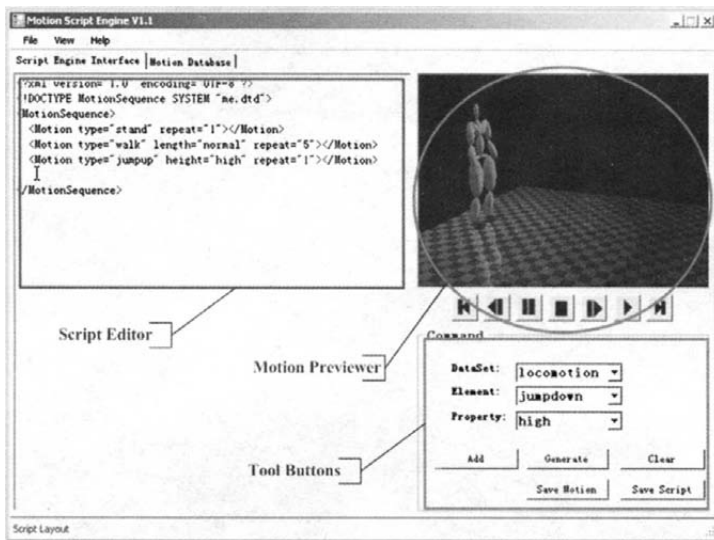 Motion Script Engine V1.1
File View Help
Script Engine Interface Motion Database
?xml version="1.0" encoding="UTF-8"?>
!DOCTYPE MotionSequence SYSTEM "me.dtd">
MotionSequence>
<Motion type="stand" repeat="1"></Motion>
<Motion type="walk" length="normal" repeat="5"></Motion>
<Motion type="jumpup" height="high" repeat="1"></Motion>
/MotionSequence>
Script Editor
Motion Previewer
Tool Buttons
Command
DataSet: locomotion
Element: jumpdown
Property: high
Add Generate Clear
Save Motion Save Script
Script Layout